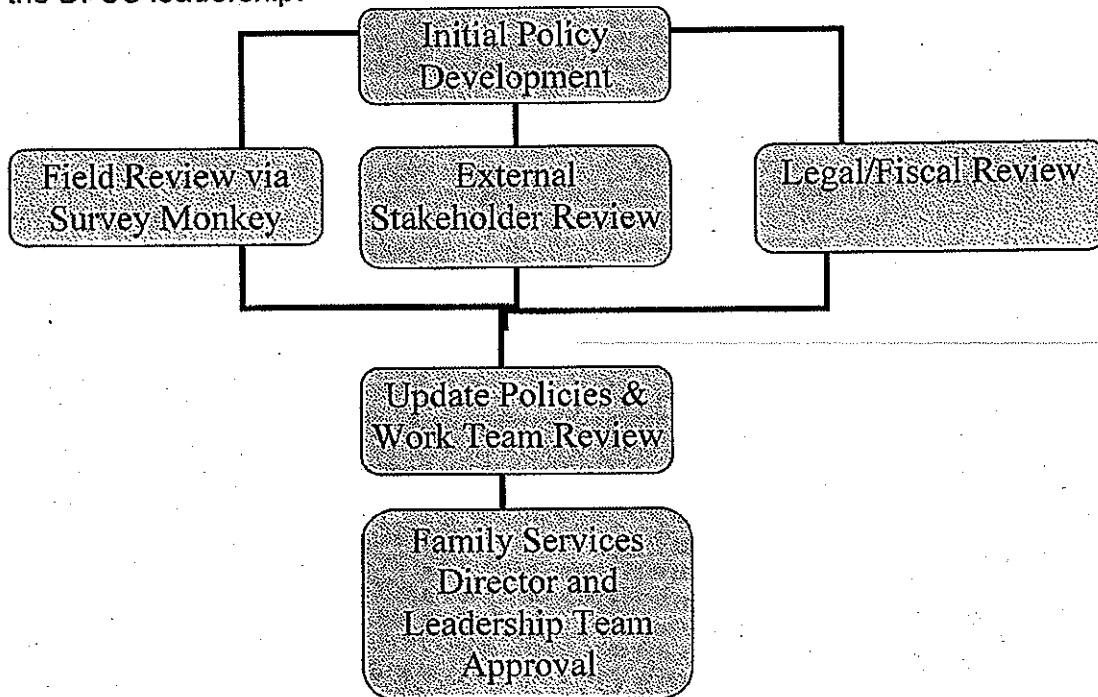 Initial Policy
Development
Field Review via
Survey Monkey
External
Stakeholder Review
Legal/Fiscal Review
Update Policies &
Work Team Review
Family Services
Director and
Leadership Team
Approval